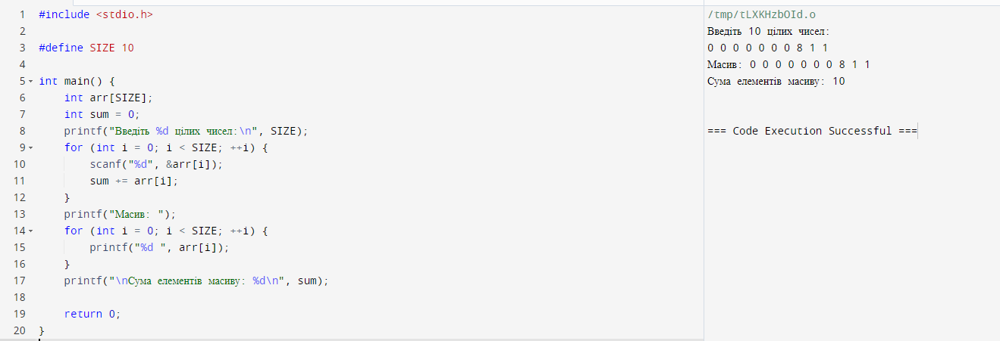 1 #include <stdio.h>
2
3 #define SIZE 10
4
5 int main() {
6 int arr[SIZE];
7 int sum = 0;
8 printf("Введіть %d цілих чисел:\n", SIZE);
9 for (int i = 0; i < SIZE; ++i) {
10 scanf("%d", &arr[i]);
11 sum += arr[i];
12 }
13 printf("Масив: ");
14 for (int i = 0; i < SIZE; ++i) {
15 printf("%d ", arr[i]);
16 }
17 printf("\nСума елементів масиву: %d\n", sum);
18
19 return 0;
20 }
/tmp/tLXKHzbOId.o
Введіть 10 цілих чисел:
0 0 0 0 0 0 0 8 1 1
Масив: 0 0 0 0 0 0 0 8 1 1
Сума елементів масиву: 10
=== Code Execution Successful ===